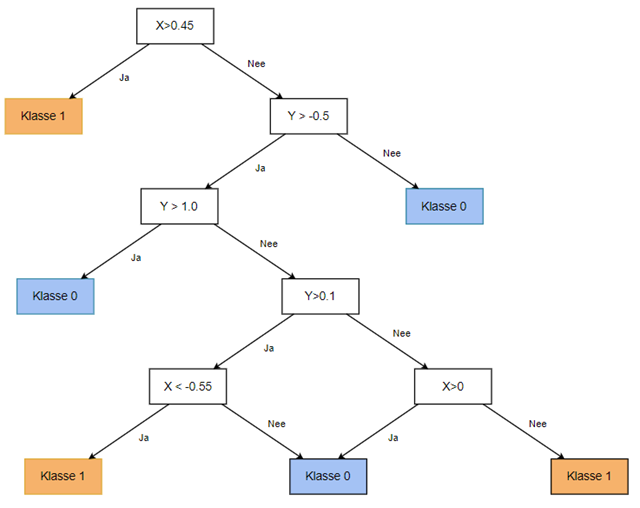 X>0.45
Ja
Nee
Klasse 1
Y > -0.5
Ja
Nee
Y > 1.0
Klasse 0
Ja
Nee
Klasse 0
Y>0.1
Ja
Nee
X < -0.55
X>0
Ja
Nee
Ja
Nee
Klasse 1
Klasse 0
Klasse 1